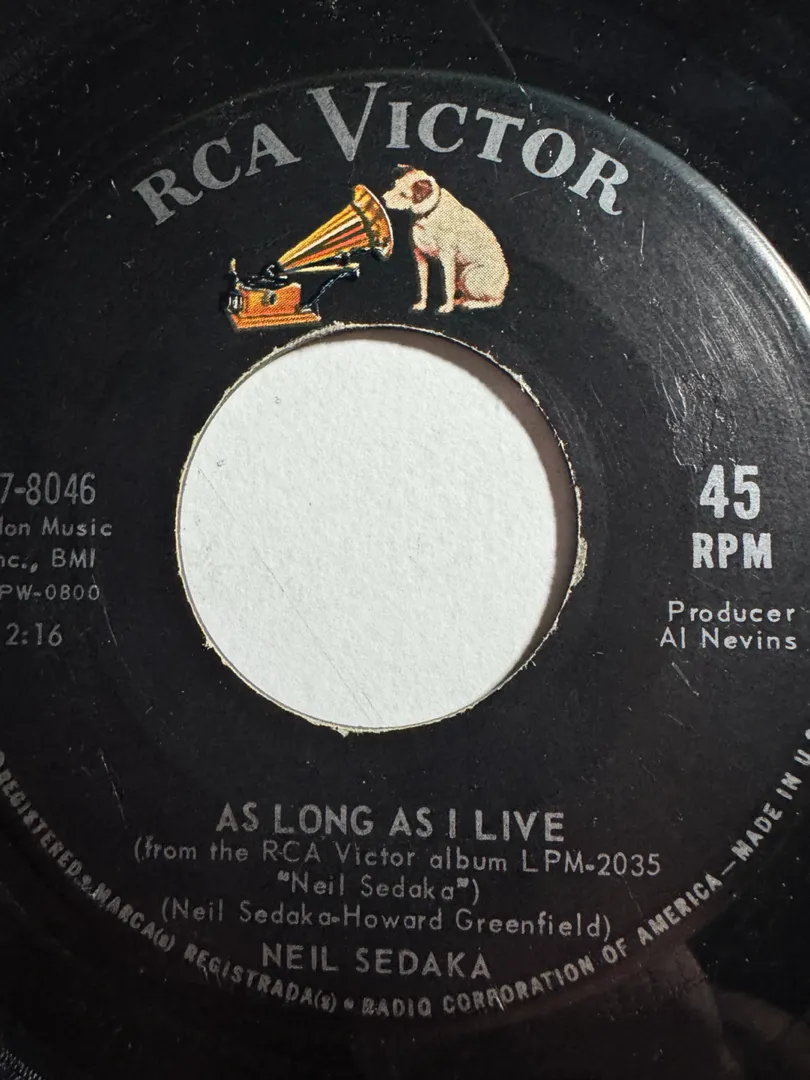 RCA VICTOR
7-8046
don Music
nc., BMI
PW-0800
2:16
45
RPM
Producer
Al Nevins
AS LONG AS I LIVE
(from the RCA Victor album LPM-2035
"Neil Sedaka")
(Neil Sedaka-Howard Greenfield)
NEIL SEDAKA
REGISTERED • MARCA(s) REGISTRADA(s) • RADIO CORPORATION OF AMERICA—MADE IN U.S